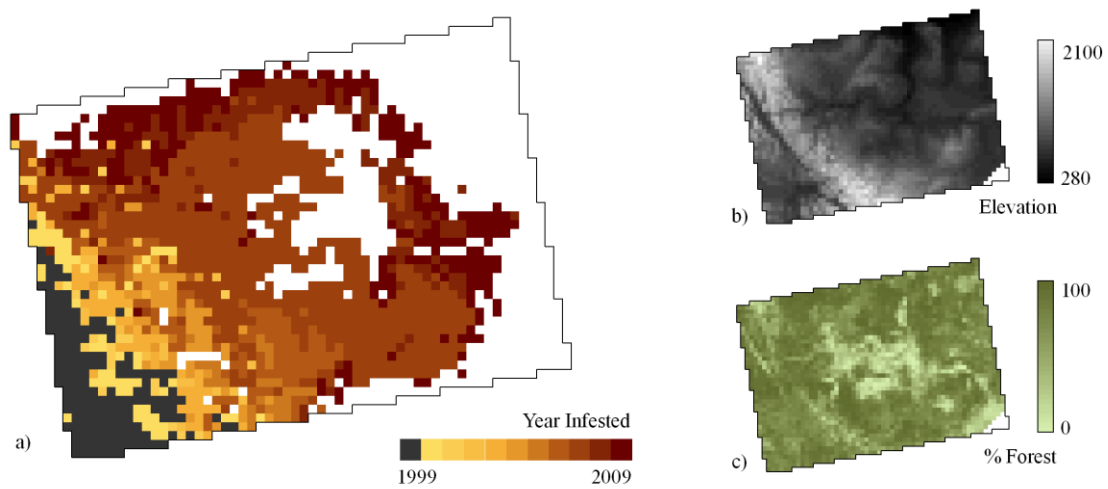 a)
Year Infested
1999
2009
2100
280
b)
Elevation
100
0
c)
% Forest